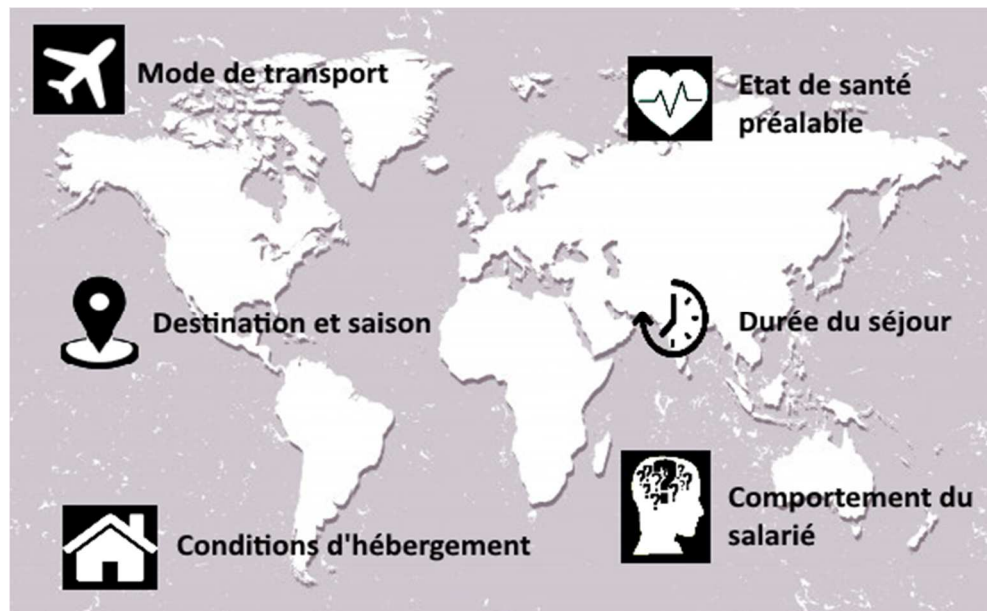 Mode de transport
Etat de santé
préalable
Destination et saison
Durée du séjour
Conditions d'hébergement
Comportement du
salarié